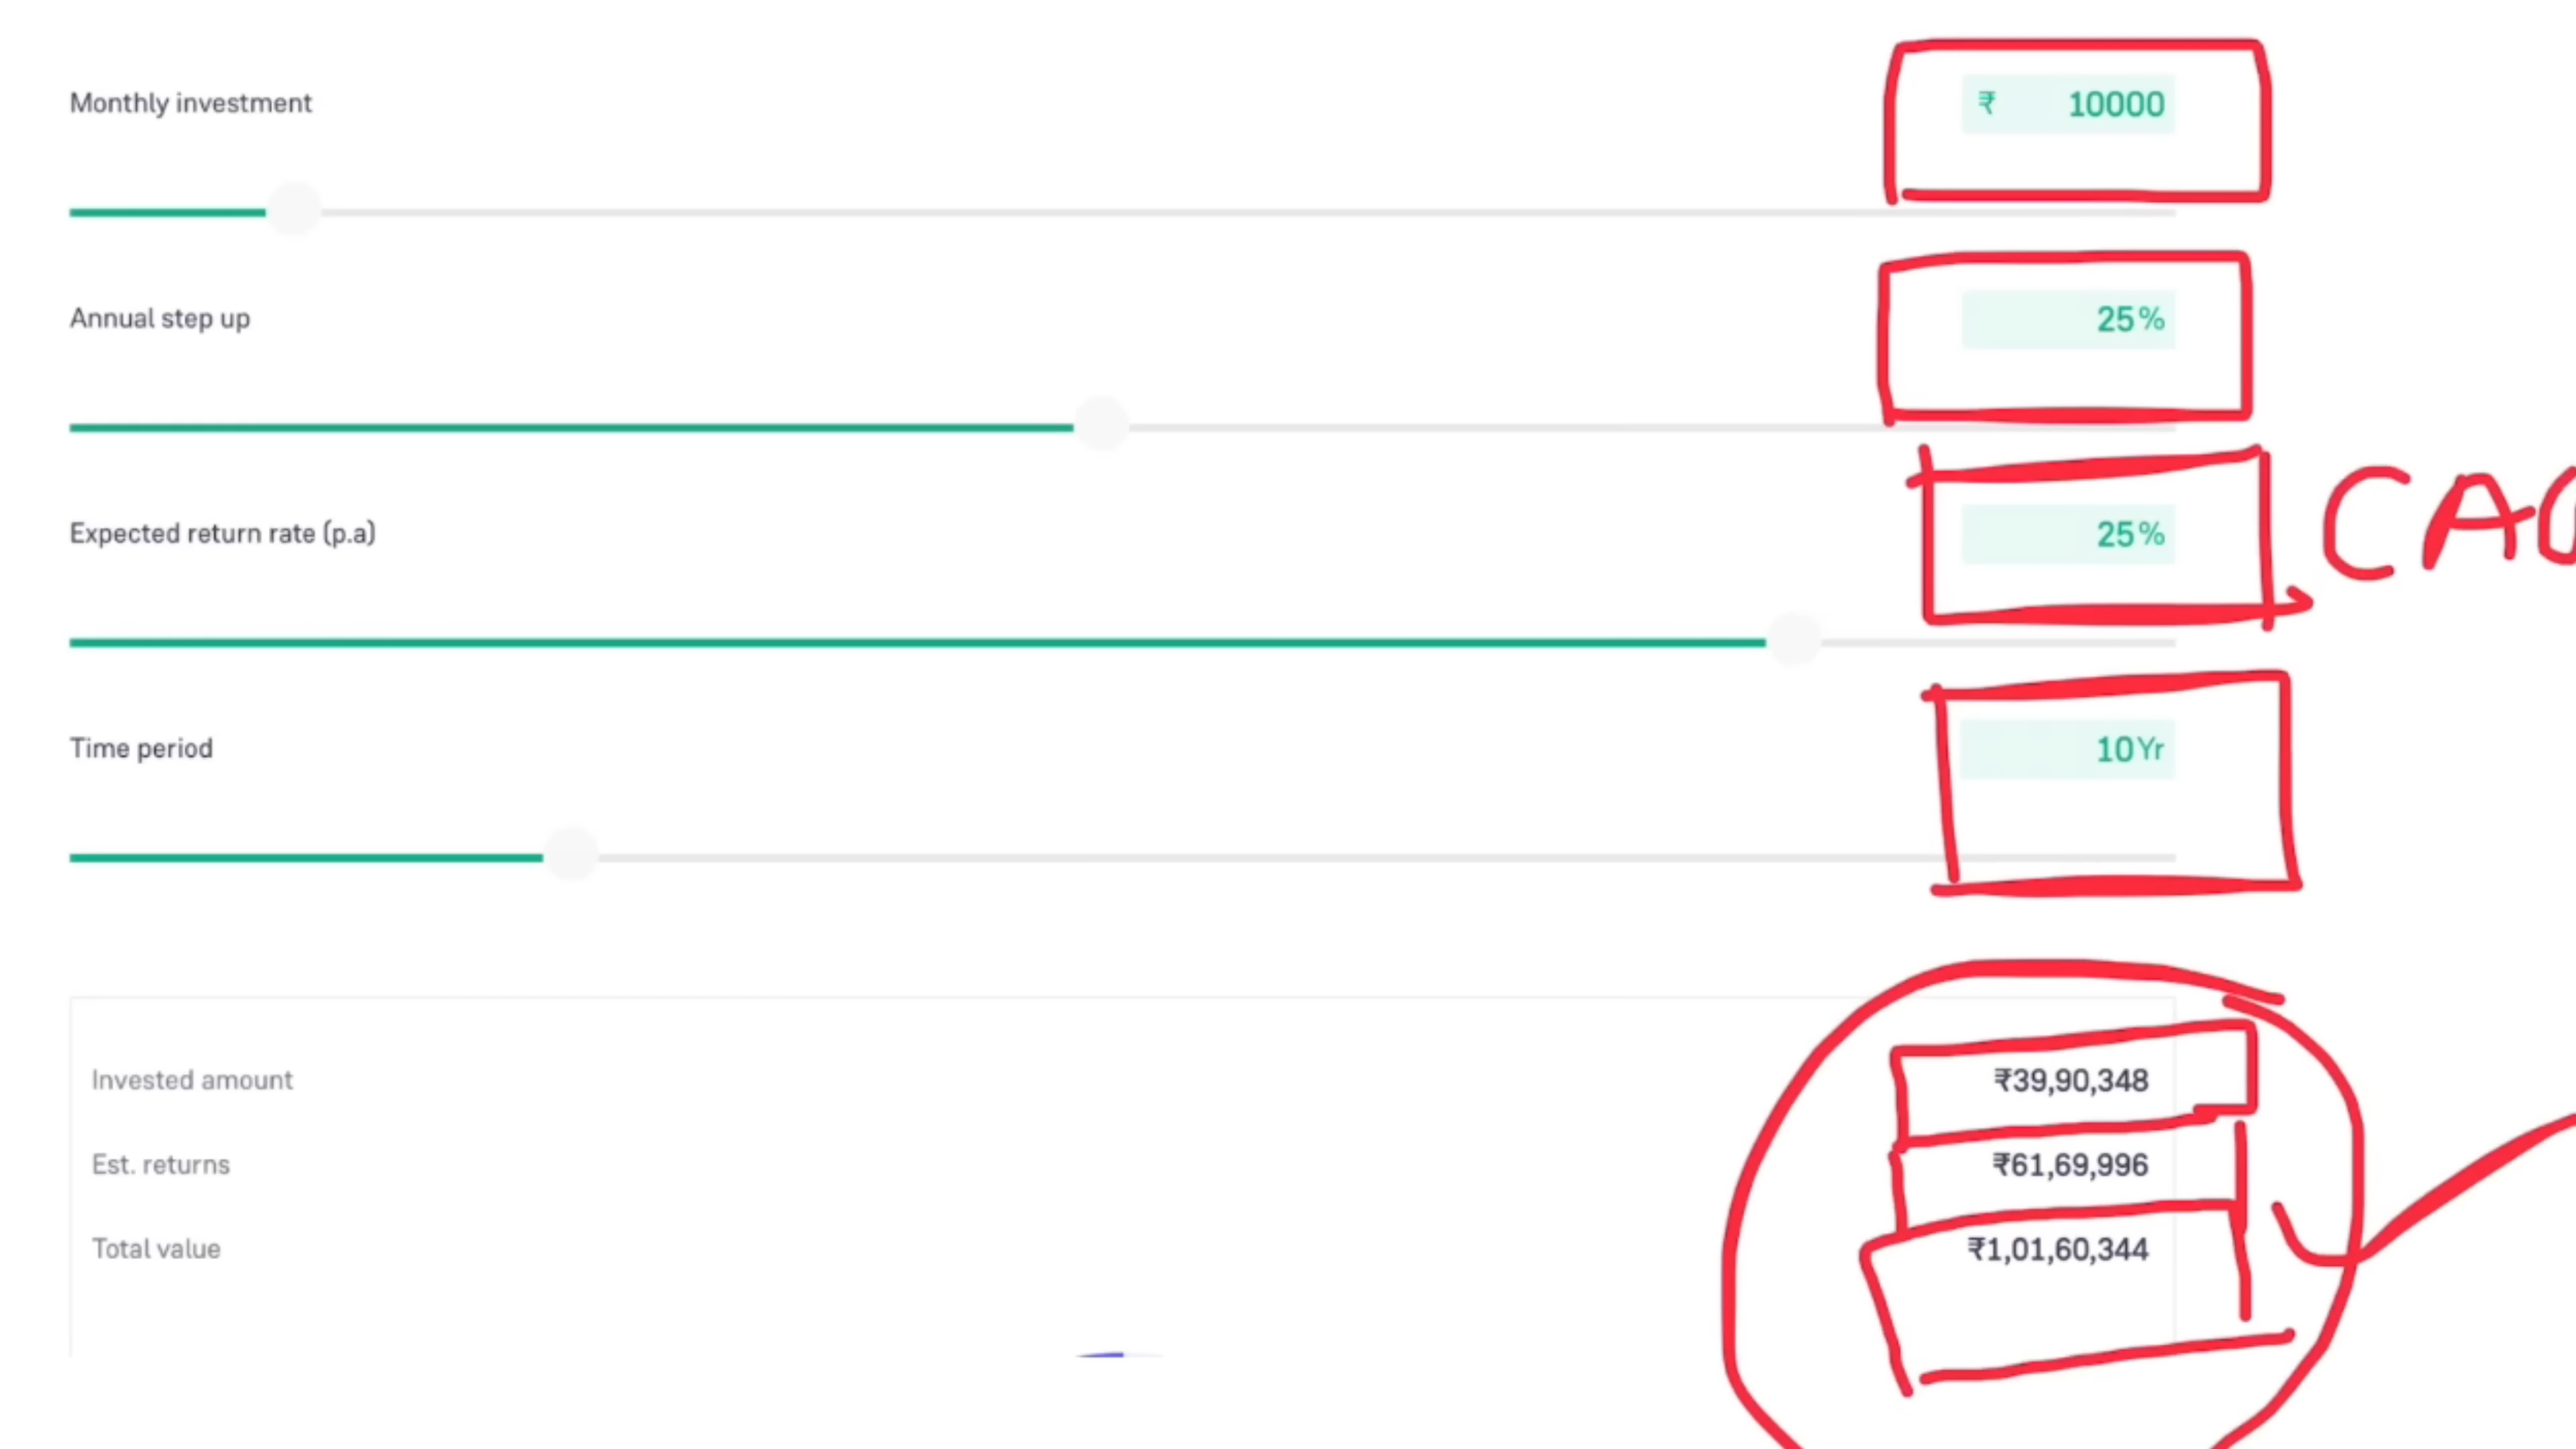 Monthly investment ₹ 10000
Annual step up 25%
Expected return rate (p.a) 25%
Time period 10Yr
Invested amount ₹39,90,348
Est. returns ₹61,69,996
Total value ₹1,01,60,344